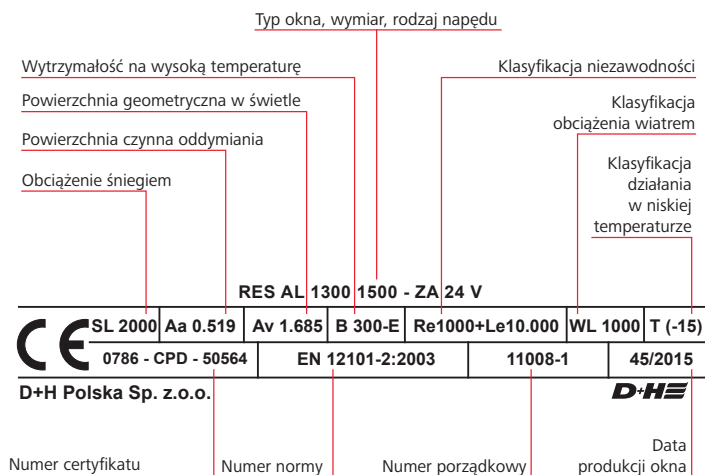 Typ okna, wymiar, rodzaj napędu
Wytrzymałość na wysoką temperaturę
Klasyfikacja niezawodności
Powierzchnia geometryczna w świetle
Klasyfikacja
obciążenia wiatrem
Powierzchnia czynna oddymiania
Klasyfikacja
działania
w niskiej
temperaturze
Obciążenie śniegiem
RES AL 1300 1500 - ZA 24 V
CE
SL 2000 Aa 0.519 Av 1.685 B 300-E Re1000+Le10.000 WL 1000 T (-15)
0786 - CPD - 50564 EN 12101-2:2003 11008-1 45/2015
D+H Polska Sp. z.o.o. D+H
Numer certyfikatu Numer normy Numer porządkowy
Data
produkcji okna